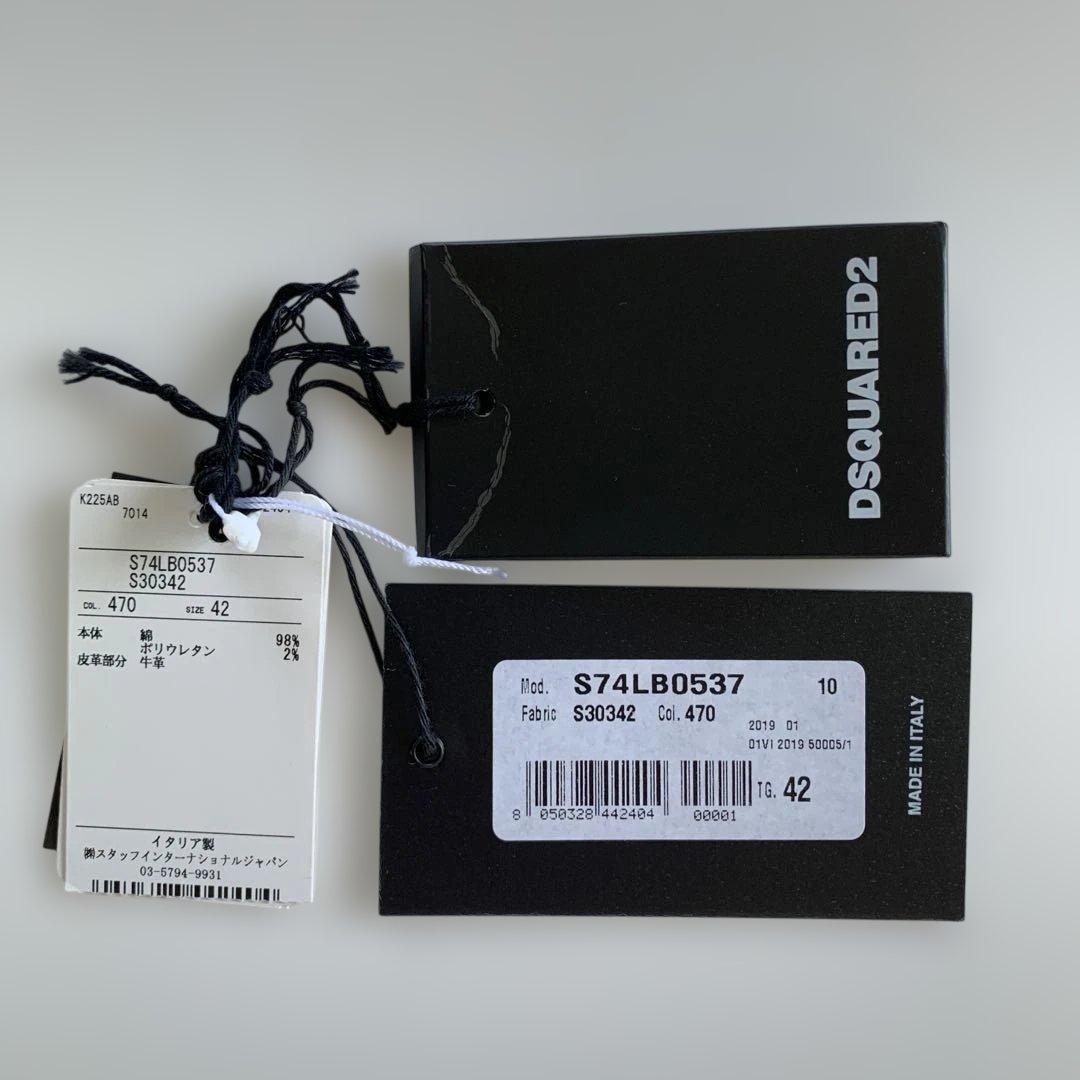 DSQUARED2
K225AB
7014
S74LB0537
S30342
COL. 470 SIZE 42
本体 綿 98%
ポリウレタン 2%
皮革部分 牛革
イタリア製
㈱スタッフインターナショナルジャパン
03-5794-9931
Mod. S74LB0537 10
Fabric S30342 Col. 470
2019 01
01VI 2019 50005/1
TG. 42
8 050328 442404 00001
MADE IN ITALY